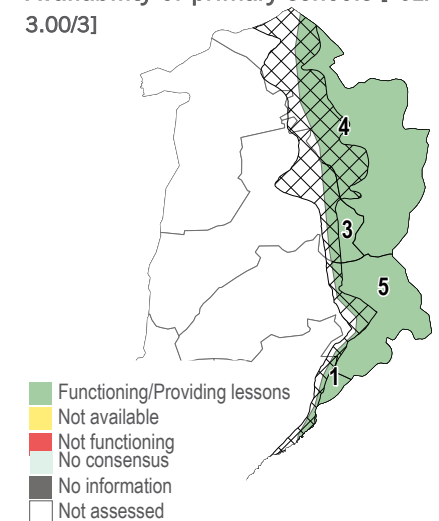 3.00/3]
4
3
5
1
Functioning/Providing lessons
Not available
Not functioning
No consensus
No information
Not assessed